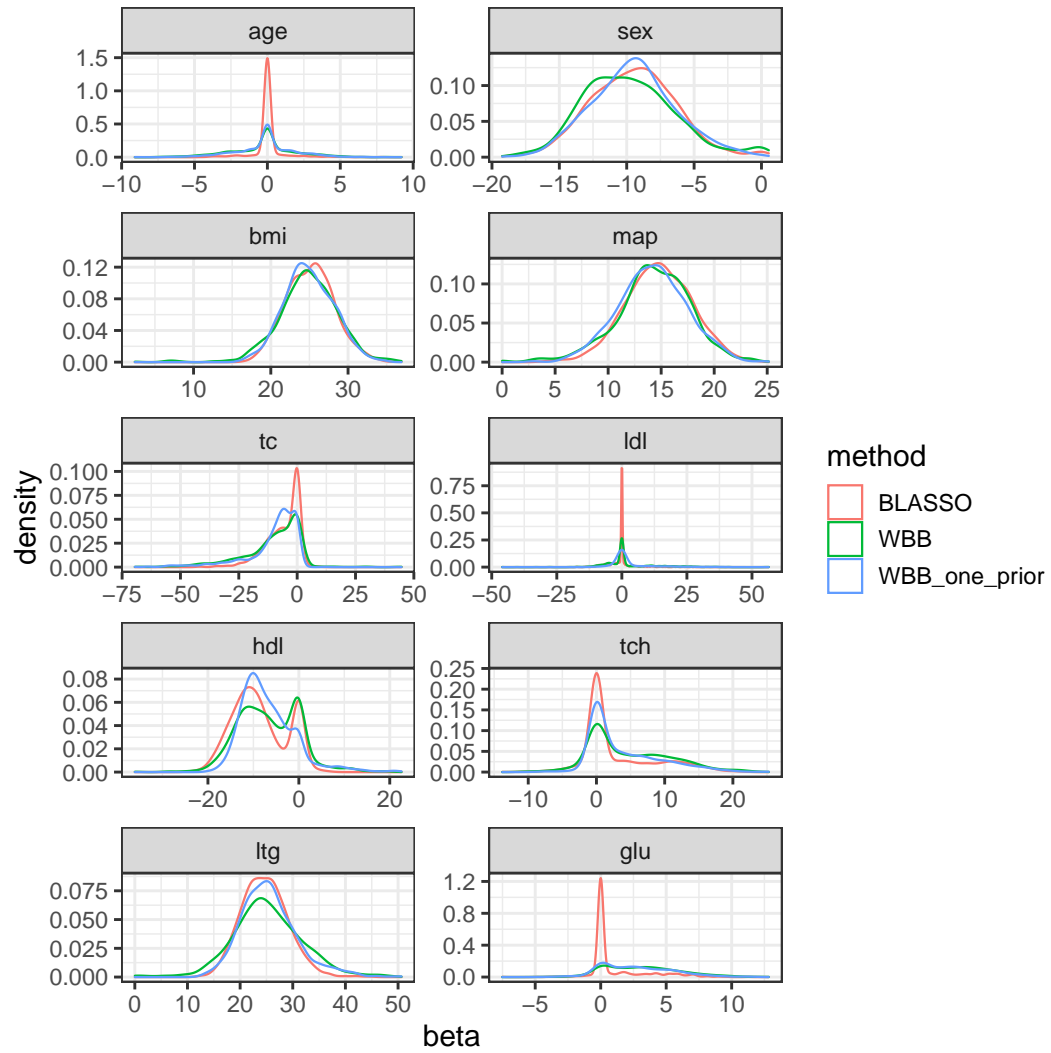 age
sex
1.5
1.0
0.5
0.0
0.10
0.05
0.00
−10 −5 0 5 10
−20 −15 −10 −5 0
bmi
map
0.12
0.08
0.04
0.00
0.10
0.05
0.00
10 20 30
0 5 10 15 20 25
tc
ldl
0.100
0.075
0.050
0.025
0.000
0.75
0.50
0.25
0.00
−75 −50 −25 0 25 50
−50 −25 0 25 50
hdl
tch
0.08
0.06
0.04
0.02
0.00
0.25
0.20
0.15
0.10
0.05
0.00
−20 0 20
−10 0 10 20
ltg
glu
0.075
0.050
0.025
0.000
1.2
0.8
0.4
0.0
0 10 20 30 40 50
−5 0 5 10
density
beta
method
BLASSO
WBB
WBB_one_prior